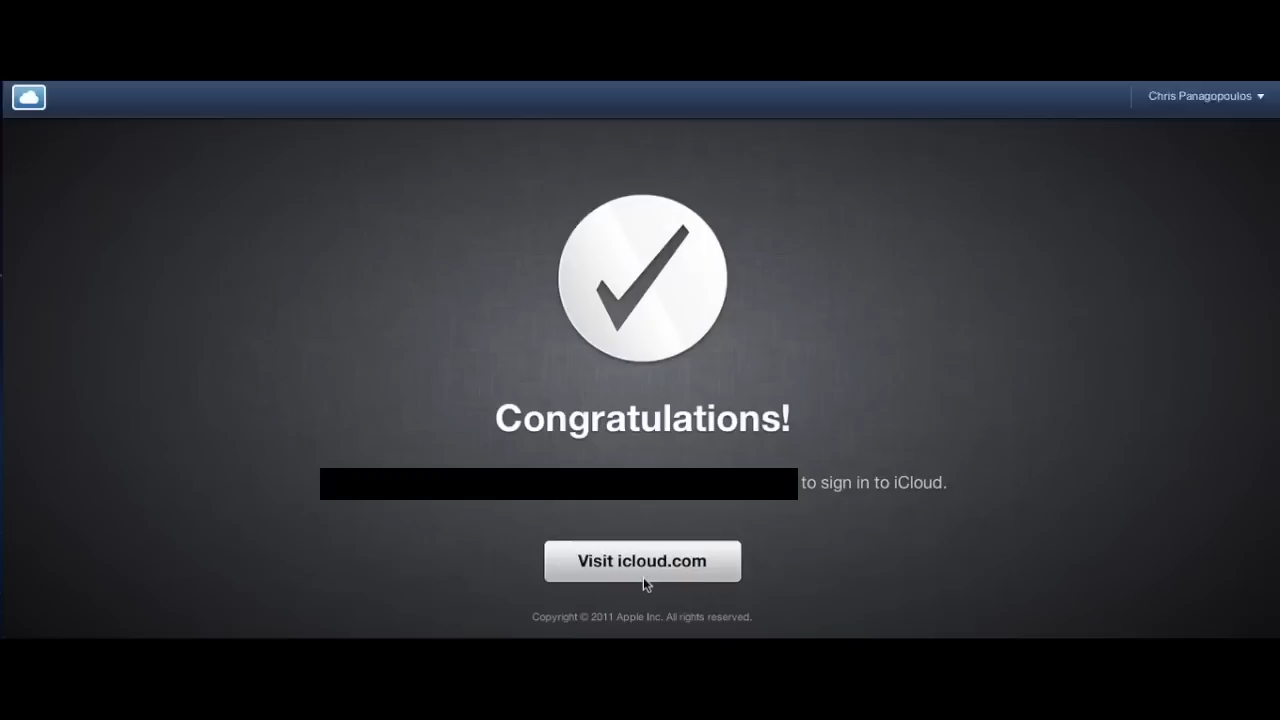 Chris Panagopoulos
Congratulations!
to sign in to iCloud.
Visit icloud.com
Copyright © 2011 Apple Inc. All rights reserved.